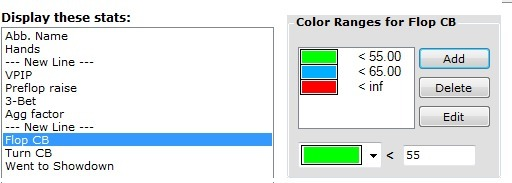 Display these stats:
Abb. Name
Hands
--- New Line ---
VPIP
Preflop raise
3-Bet
Agg factor
--- New Line ---
Flop CB
Turn CB
Went to Showdown
Color Ranges for Flop CB
< 55.00
< 65.00
< inf
Add
Delete
Edit
< 55